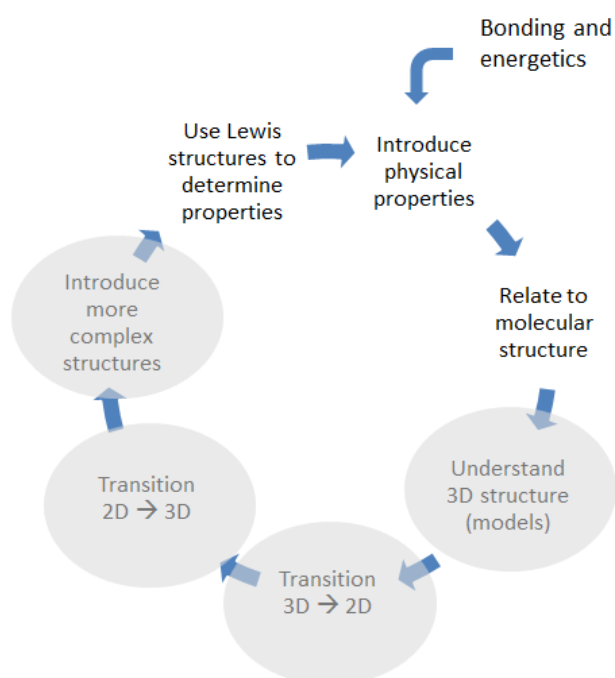 Bonding and
energetics
Introduce
physical
properties
Relate to
molecular
structure
Understand
3D structure
(models)
Transition
3D → 2D
Transition
2D → 3D
Introduce
more
complex
structures
Use Lewis
structures to
determine
properties